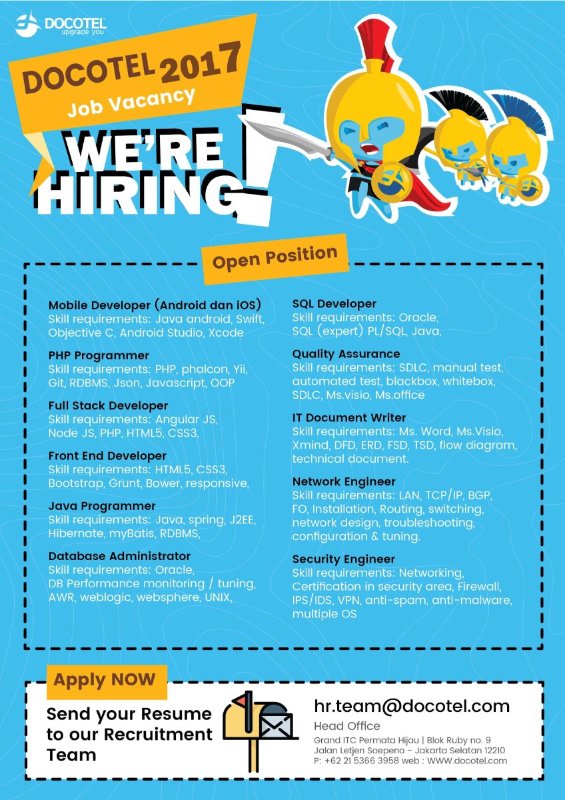 DOCOTEL
upgrade you
DOCOTEL 2017
Job Vacancy
WE'RE
HIRING!
Open Position
Mobile Developer (Android dan iOS)
Skill requirements: Java android, Swift,
Objective C, Android Studio, Xcode
PHP Programmer
Skill requirements: PHP, phalcon, Yii,
Git, RDBMS, Json, Javascript, OOP
Full Stack Developer
Skill requirements: Angular JS,
Node JS, PHP, HTML5, CSS3,
Front End Developer
Skill requirements: HTML5, CSS3,
Bootstrap, Grunt, Bower, responsive,
Java Programmer
Skill requirements: Java, spring, J2EE,
Hibernate, myBatis, RDBMS,
Database Administrator
Skill requirements: Oracle,
DB Performance monitoring / tuning,
AWR, weblogic, websphere, UNIX,
SQL Developer
Skill requirements: Oracle,
SQL (expert) PL/SQL, Java,
Quality Assurance
Skill requirements: SDLC, manual test,
automated test, blackbox, whitebox,
SDLC, Ms.visio, Ms.office
IT Document Writer
Skill requirements: Ms. Word, Ms.Visio,
Xmind, DFD, ERD, FSD, TSD, flow diagram,
technical document.
Network Engineer
Skill requirements: LAN, TCP/IP, BGP,
FO, Installation, Routing, switching,
network design, troubleshooting,
configuration & tuning.
Security Engineer
Skill requirements: Networking,
Certification in security area, Firewall,
IPS/IDS, VPN, anti-spam, anti-malware,
multiple OS
Apply NOW
Send your Resume
to our Recruitment
Team
hr.team@docotel.com
Head Office
Grand ITC Permata Hijau | Blok Ruby no. 9
Jalan Letjen Soepeno - Jakarta Selatan 12210
P: +62 21 5366 3958 web : WWW.docotel.com